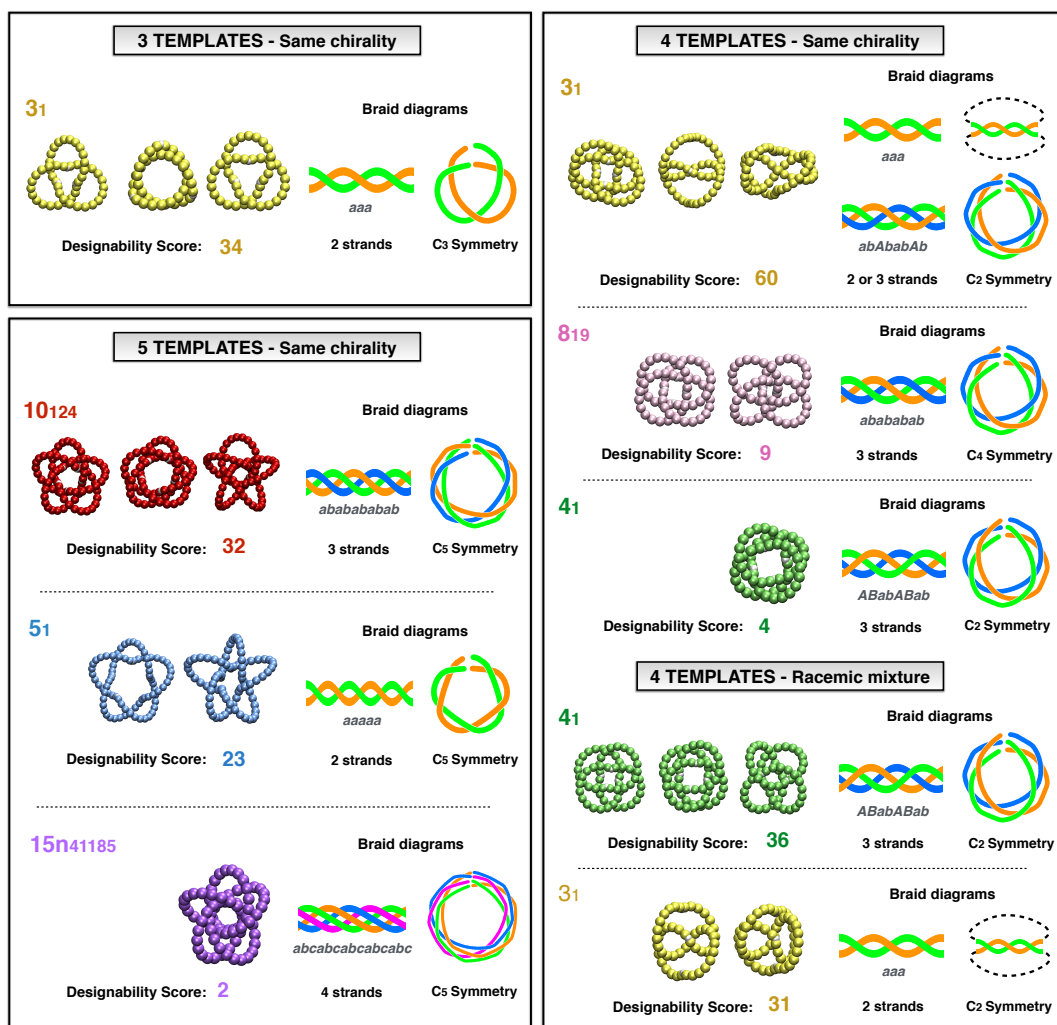 3 TEMPLATES - Same chirality
31
Braid diagrams
aaa
Designability Score: 34
2 strands
C3 Symmetry
5 TEMPLATES - Same chirality
10124
Braid diagrams
ababababab
Designability Score: 32
3 strands
C5 Symmetry
51
Braid diagrams
aaaaa
Designability Score: 23
2 strands
C5 Symmetry
15n41185
Braid diagrams
abcabcabcabcabc
Designability Score: 2
4 strands
C5 Symmetry
4 TEMPLATES - Same chirality
Braid diagrams
31
aaa
abAbabAb
Designability Score: 60
2 or 3 strands
C2 Symmetry
819
Braid diagrams
abababab
Designability Score: 9
3 strands
C4 Symmetry
41
Braid diagrams
ABabABab
Designability Score: 4
3 strands
C2 Symmetry
4 TEMPLATES - Racemic mixture
41
Braid diagrams
ABabABab
Designability Score: 36
3 strands
C2 Symmetry
31
Braid diagrams
aaa
Designability Score: 31
2 strands
C2 Symmetry